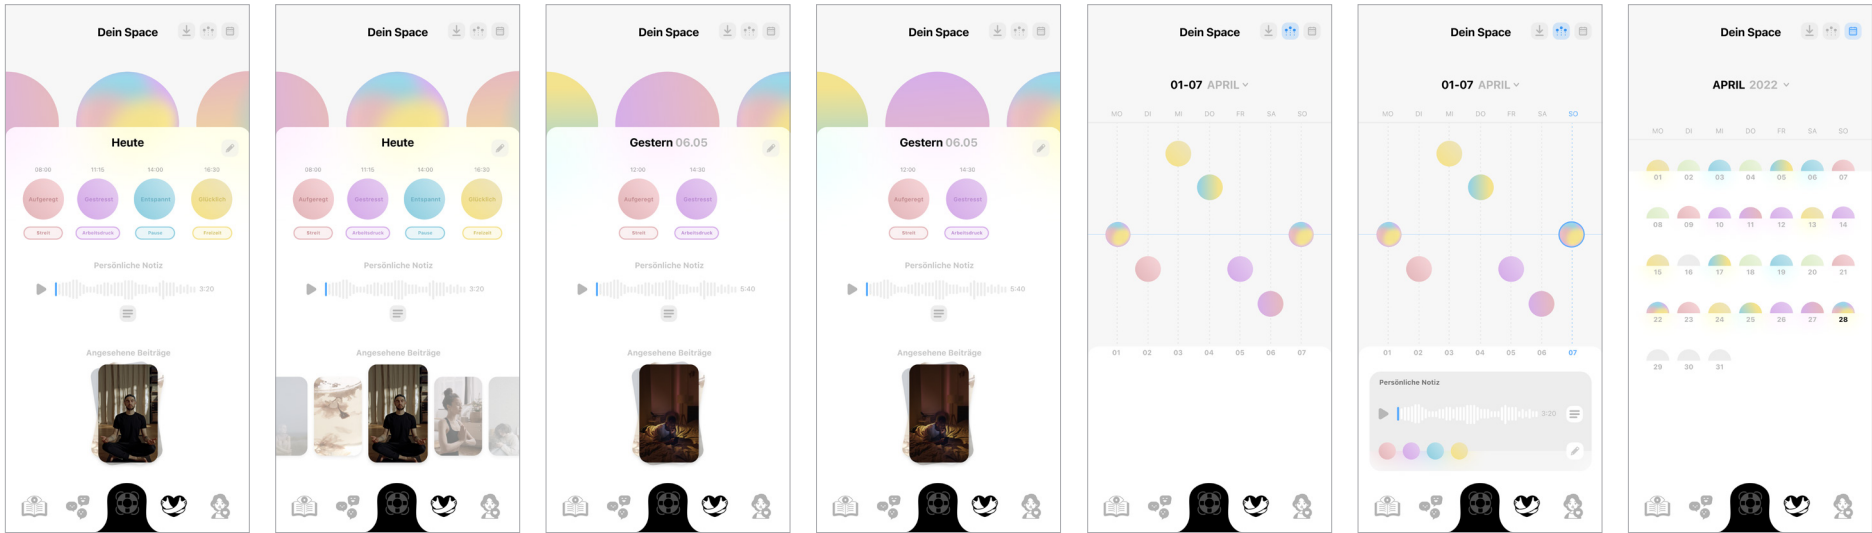 Dein Space
Heute
08:00 11:15 14:00 16:30
Aufgeregt Gestresst Entspannt Glücklich
Streit Arbeitsdruck Pause Freizeit
Persönliche Notiz
3:20
Angesehene Beiträge
Dein Space
Heute
08:00 11:15 14:00 16:30
Aufgeregt Gestresst Entspannt Glücklich
Streit Arbeitsdruck Pause Freizeit
Persönliche Notiz
3:20
Angesehene Beiträge
Dein Space
Gestern 06.05
12:00 14:30
Aufgeregt Gestresst
Streit Arbeitsdruck
Persönliche Notiz
5:40
Angesehene Beiträge
Dein Space
Gestern 06.05
12:00 14:30
Aufgeregt Gestresst
Streit Arbeitsdruck
Persönliche Notiz
5:40
Angesehene Beiträge
Dein Space
01-07 APRIL
MO DI MI DO FR SA SO
01 02 03 04 05 06 07
Dein Space
01-07 APRIL
MO DI MI DO FR SA SO
01 02 03 04 05 06 07
Persönliche Notiz
3:20
Dein Space
APRIL 2022
MO DI MI DO FR SA SO
01 02 03 04 05 06 07
08 09 10 11 12 13 14
15 16 17 18 19 20 21
22 23 24 25 26 27 28
29 30 31